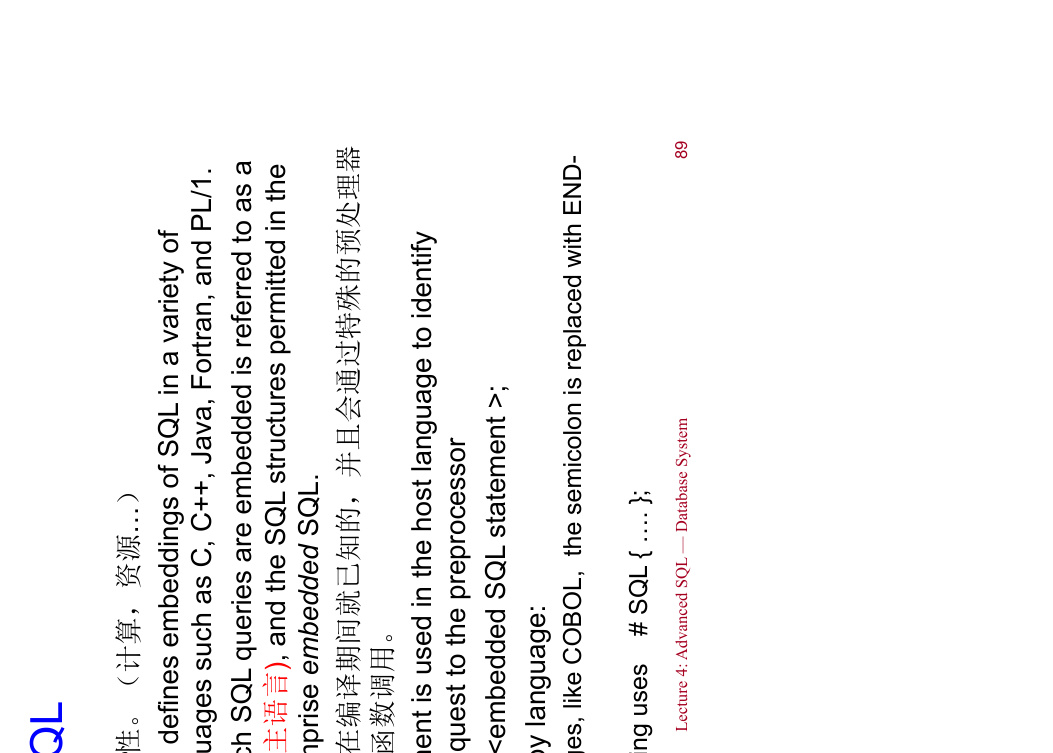 QL
性。（计算，资源…）
defines embeddings of SQL in a variety of
uages such as C, C++, Java, Fortran, and PL/1.
ch SQL queries are embedded is referred to as a
主语言), and the SQL structures permitted in the
mprise embedded SQL.
在编译期间就已知的，并且会通过特殊的预处理器
函数调用。
ment is used in the host language to identify
quest to the preprocessor
<embedded SQL statement >;
by language:
ges, like COBOL, the semicolon is replaced with END-
ing uses # SQL { …. };
Lecture 4: Advanced SQL — Database System 89